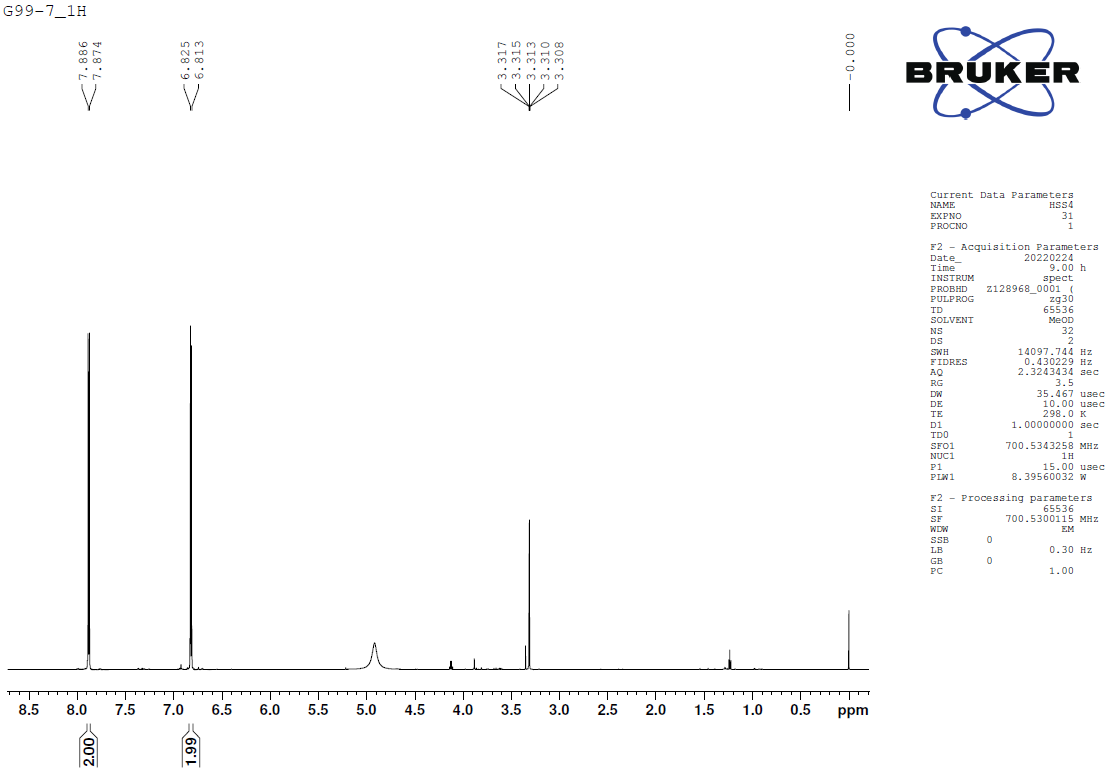 G99-7_1H
7.886
7.874
6.825
6.813
3.317
3.315
3.313
3.310
3.308
-0.000
BRUKER
Current Data Parameters
NAME HSS4
EXPNO 31
PROCNO 1
F2 - Acquisition Parameters
Date_ 20220224
Time 9.00 h
INSTRUM spect
PROBHD Z128968_0001 (
PULPROG zg30
TD 65536
SOLVENT MeOD
NS 32
DS 2
SWH 14097.744 Hz
FIDRES 0.430229 Hz
AQ 2.3243434 sec
RG 3.5
DW 35.467 usec
DE 10.00 usec
TE 298.0 K
D1 1.00000000 sec
TD0 1
SFO1 700.5343258 MHz
NUC1 1H
P1 15.00 usec
PLW1 8.39560032 W
F2 - Processing parameters
SI 65536
SF 700.5300115 MHz
WDW EM
SSB 0
LB 0.30 Hz
GB 0
PC 1.00
8.5 8.0 7.5 7.0 6.5 6.0 5.5 5.0 4.5 4.0 3.5 3.0 2.5 2.0 1.5 1.0 0.5 ppm
2.00
1.99